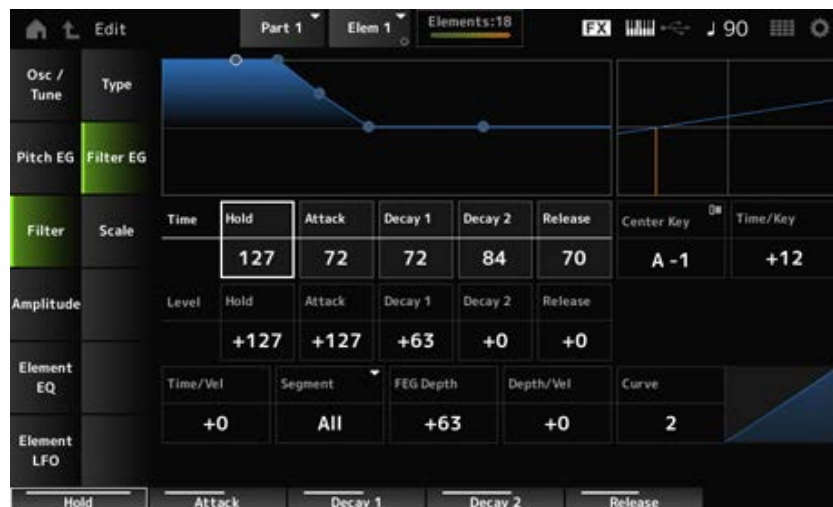 Edit Part 1 Elem 1 Elements:18 FX 90
Osc / Tune
Type
Pitch EG
Filter EG
Filter
Scale
Amplitude
Element EQ
Element LFO
Time Hold Attack Decay 1 Decay 2 Release Center Key Time/Key
127 72 72 84 70 A -1 +12
Level Hold Attack Decay 1 Decay 2 Release
+127 +127 +63 +0 +0
Time/Vel Segment FEG Depth Depth/Vel Curve
+0 All +63 +0 2
Hold Attack Decay 1 Decay 2 Release